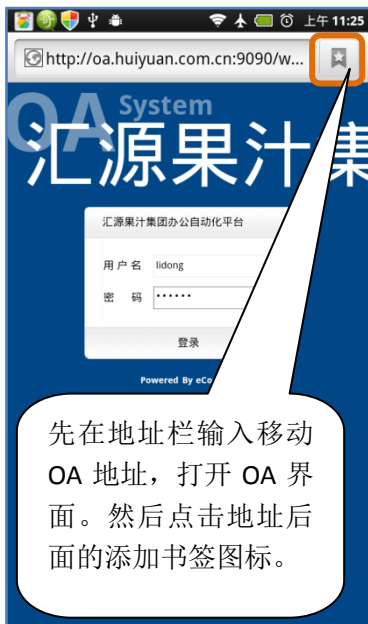 上午 11:25
http://oa.huiyuan.com.cn:9090/w...
OA System
汇源果汁集
汇源果汁集团办公自动化平台
用户名 lidong
密 码 ······
登录
Powered By eCo
先在地址栏输入移动
OA 地址，打开 OA 界
面。然后点击地址后
面的添加书签图标。